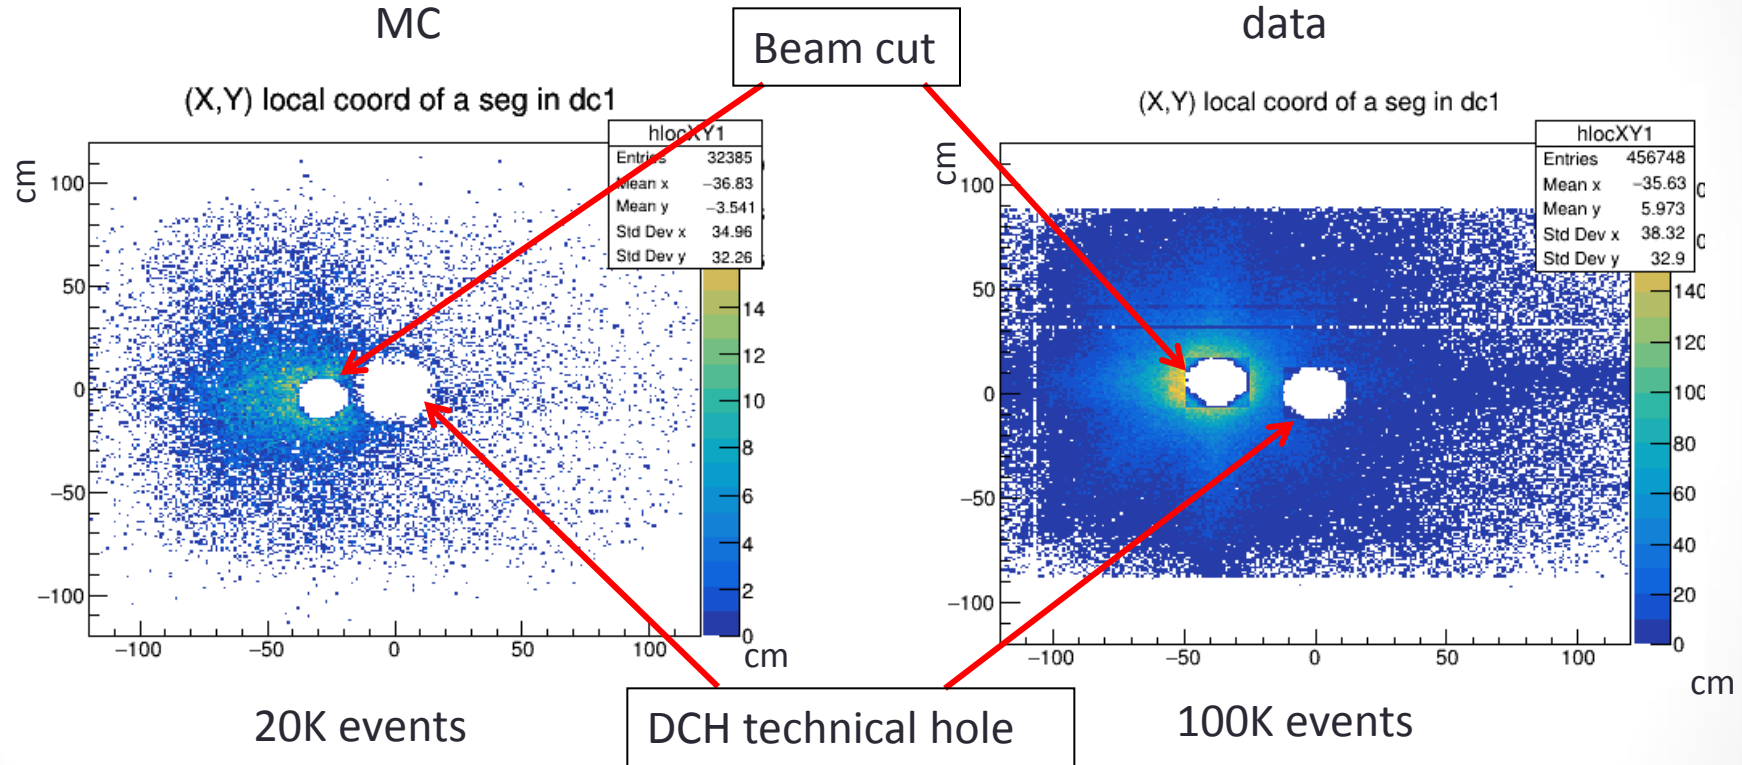 MC
data
Beam cut
(X,Y) local coord of a seg in dc1
(X,Y) local coord of a seg in dc1
hlocXY1
Entries 32385
Mean x −36.83
Mean y −3.541
Std Dev x 34.96
Std Dev y 32.26
hlocXY1
Entries 456748
Mean x −35.63
Mean y 5.973
Std Dev x 38.32
Std Dev y 32.9
cm
100
50
0
−50
−100
−100 −50 0 50 100
cm
14
12
10
8
6
4
2
0
cm
100
50
0
−50
−100
−100 −50 0 50 100
cm
140
120
100
80
60
40
20
0
20K events
DCH technical hole
100K events